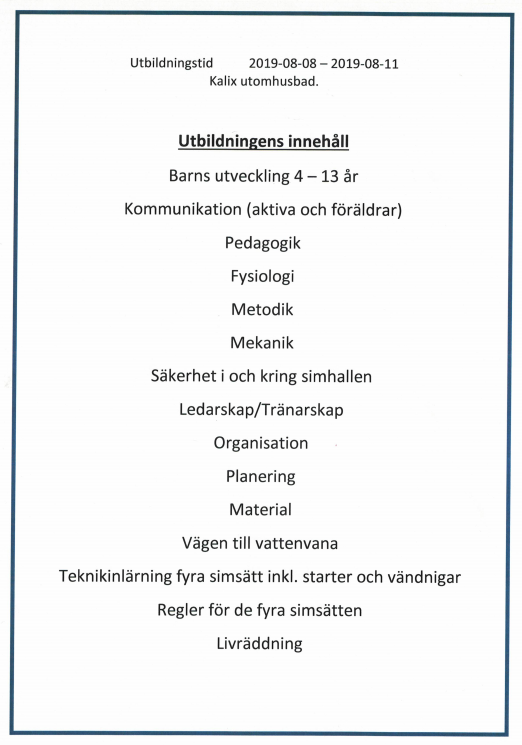 Utbildningstid 2019-08-08 – 2019-08-11
Kalix utomhusbad.
Utbildningens innehåll
Barns utveckling 4 – 13 år
Kommunikation (aktiva och föräldrar)
Pedagogik
Fysiologi
Metodik
Mekanik
Säkerhet i och kring simhallen
Ledarskap/Tränarskap
Organisation
Planering
Material
Vägen till vattenvana
Teknikinlärning fyra simsätt inkl. starter och vändnigar
Regler för de fyra simsätten
Livräddning